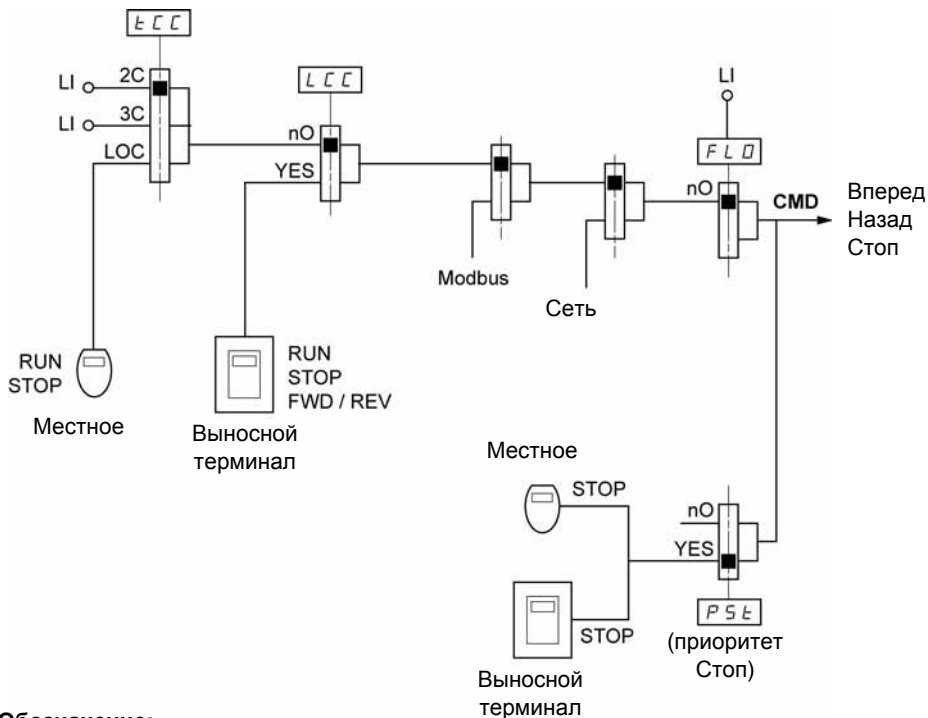 tCC
LI
2C
LCC
LI
LI
3C
nO
FLO
LOC
YES
nO
CMD
Вперед
Назад
Стоп
Modbus
Сеть
RUN
STOP
RUN
STOP
FWD / REV
Местное
Выносной
терминал
Местное
STOP
nO
YES
PSt
STOP
(приоритет
Стоп)
Выносной
терминал
Обозначение: